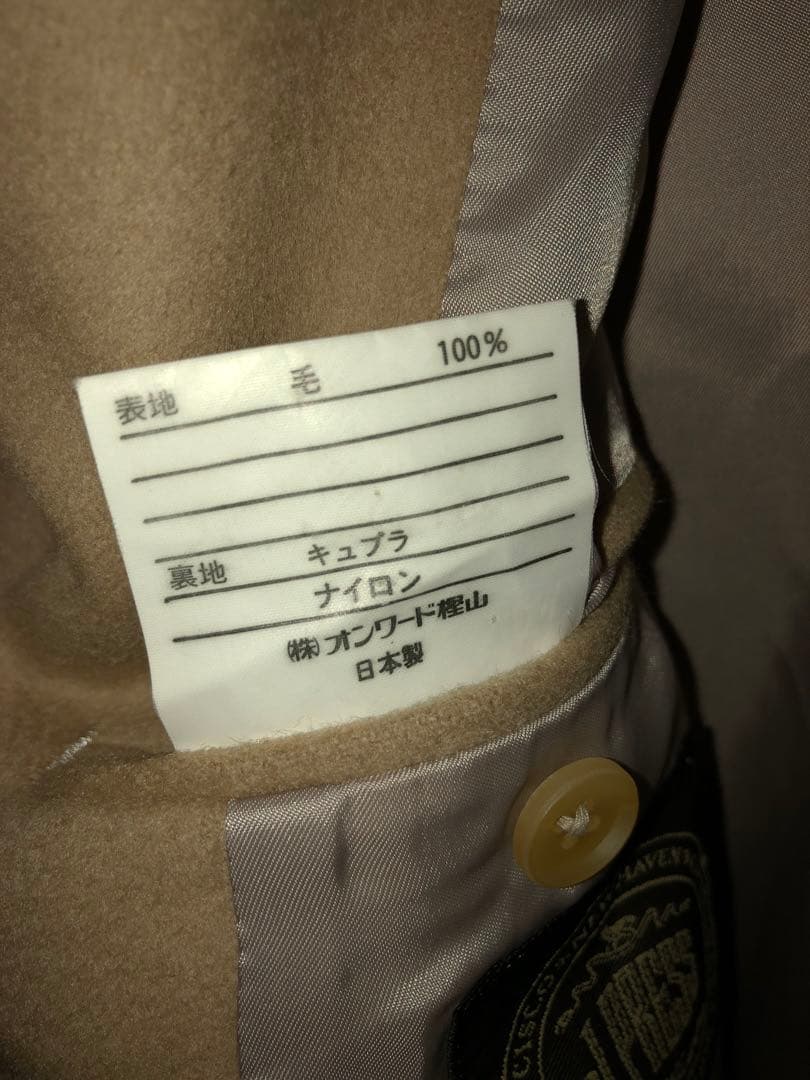 表地 毛 100%
裏地 キュプラ
ナイロン
㈱オンワード樫山
日本製